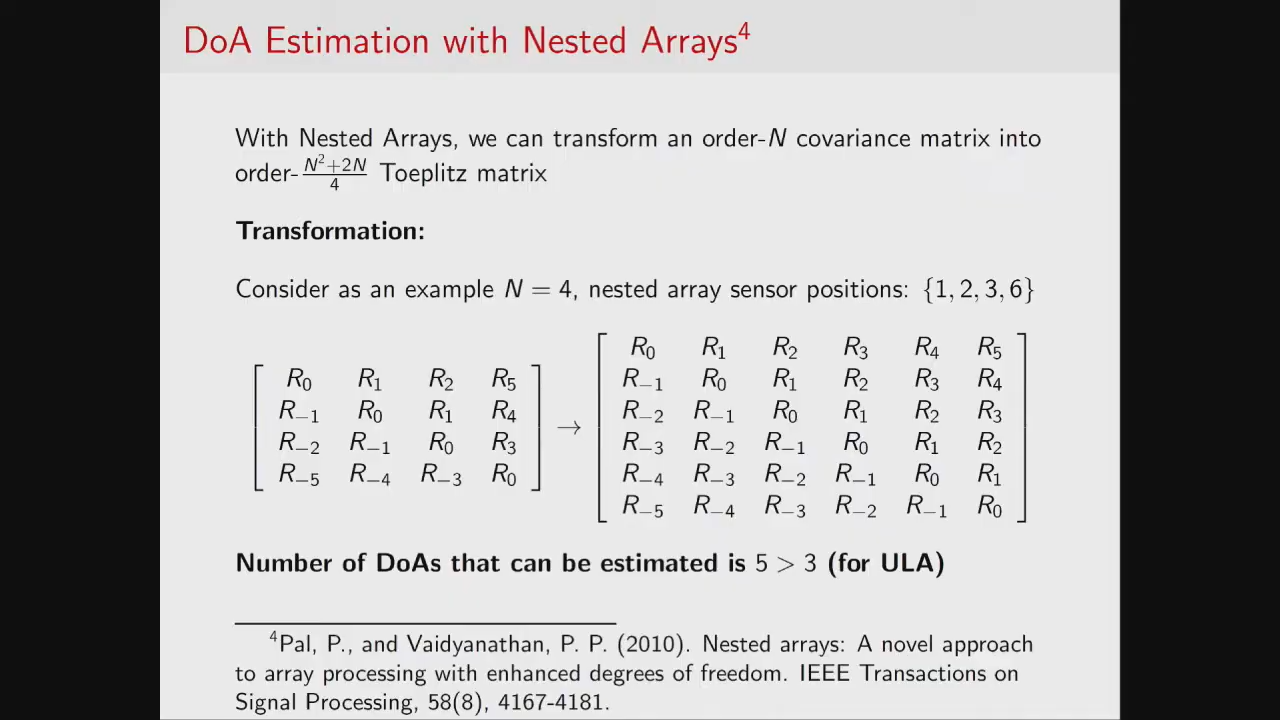 DoA Estimation with Nested Arrays⁴
With Nested Arrays, we can transform an order-N covariance matrix into
order-(N²+2N)/4 Toeplitz matrix
Transformation:
Consider as an example N = 4, nested array sensor positions: {1, 2, 3, 6}
[ R₀ R₁ R₂ R₅
R₋₁ R₀ R₁ R₄
R₋₂ R₋₁ R₀ R₃
R₋₅ R₋₄ R₋₃ R₀ ]
→
[ R₀ R₁ R₂ R₃ R₄ R₅
R₋₁ R₀ R₁ R₂ R₃ R₄
R₋₂ R₋₁ R₀ R₁ R₂ R₃
R₋₃ R₋₂ R₋₁ R₀ R₁ R₂
R₋₄ R₋₃ R₋₂ R₋₁ R₀ R₁
R₋₅ R₋₄ R₋₃ R₋₂ R₋₁ R₀ ]
Number of DoAs that can be estimated is 5 > 3 (for ULA)
⁴Pal, P., and Vaidyanathan, P. P. (2010). Nested arrays: A novel approach
to array processing with enhanced degrees of freedom. IEEE Transactions on
Signal Processing, 58(8), 4167-4181.